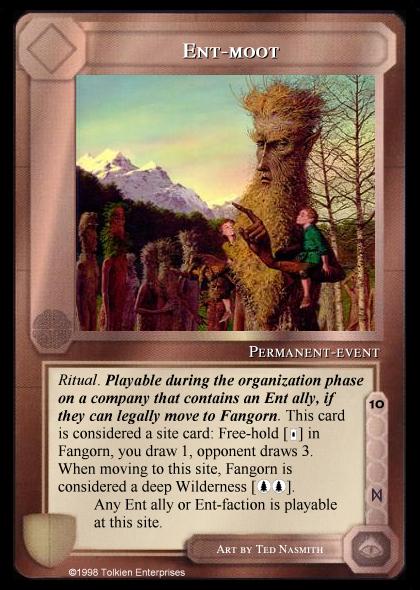 Ent-moot
Permanent-event
Ritual. Playable during the organization phase
on a company that contains an Ent ally, if
they can legally move to Fangorn. This card
is considered a site card: Free-hold [ ] in
Fangorn, you draw 1, opponent draws 3.
When moving to this site, Fangorn is
considered a deep Wilderness [ ].
Any Ent ally or Ent-faction is playable
at this site.
10
Art by Ted Nasmith
©1998 Tolkien Enterprises